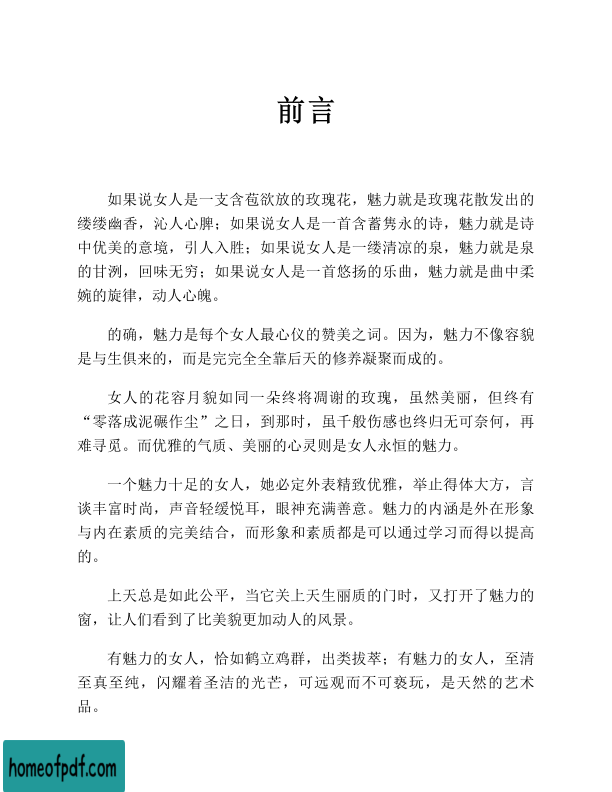 前言
如果说女人是一支含苞欲放的玫瑰花，魅力就是玫瑰花散发出的
缕缕幽香，沁人心脾；如果说女人是一首含蓄隽永的诗，魅力就是诗
中优美的意境，引人入胜；如果说女人是一缕清凉的泉，魅力就是泉
的甘洌，回味无穷；如果说女人是一首悠扬的乐曲，魅力就是曲中柔
婉的旋律，动人心魄。
的确，魅力是每个女人最心仪的赞美之词。因为，魅力不像容貌
是与生俱来的，而是完完全全靠后天的修养凝聚而成的。
女人的花容月貌如同一朵终将凋谢的玫瑰，虽然美丽，但终有
“零落成泥碾作尘”之日，到那时，虽千般伤感也终归无可奈何，再
难寻觅。而优雅的气质、美丽的心灵则是女人永恒的魅力。
一个魅力十足的女人，她必定外表精致优雅，举止得体大方，言
谈丰富时尚，声音轻缓悦耳，眼神充满善意。魅力的内涵是外在形象
与内在素质的完美结合，而形象和素质都是可以通过学习而得以提高
的。
上天总是如此公平，当它关上天生丽质的门时，又打开了魅力的
窗，让人们看到了比美貌更加动人的风景。
有魅力的女人，恰如鹤立鸡群，出类拔萃；有魅力的女人，至清
至真至纯，闪耀着圣洁的光芒，可远观而不可亵玩，是天然的艺术
品。
homeofpdf.com